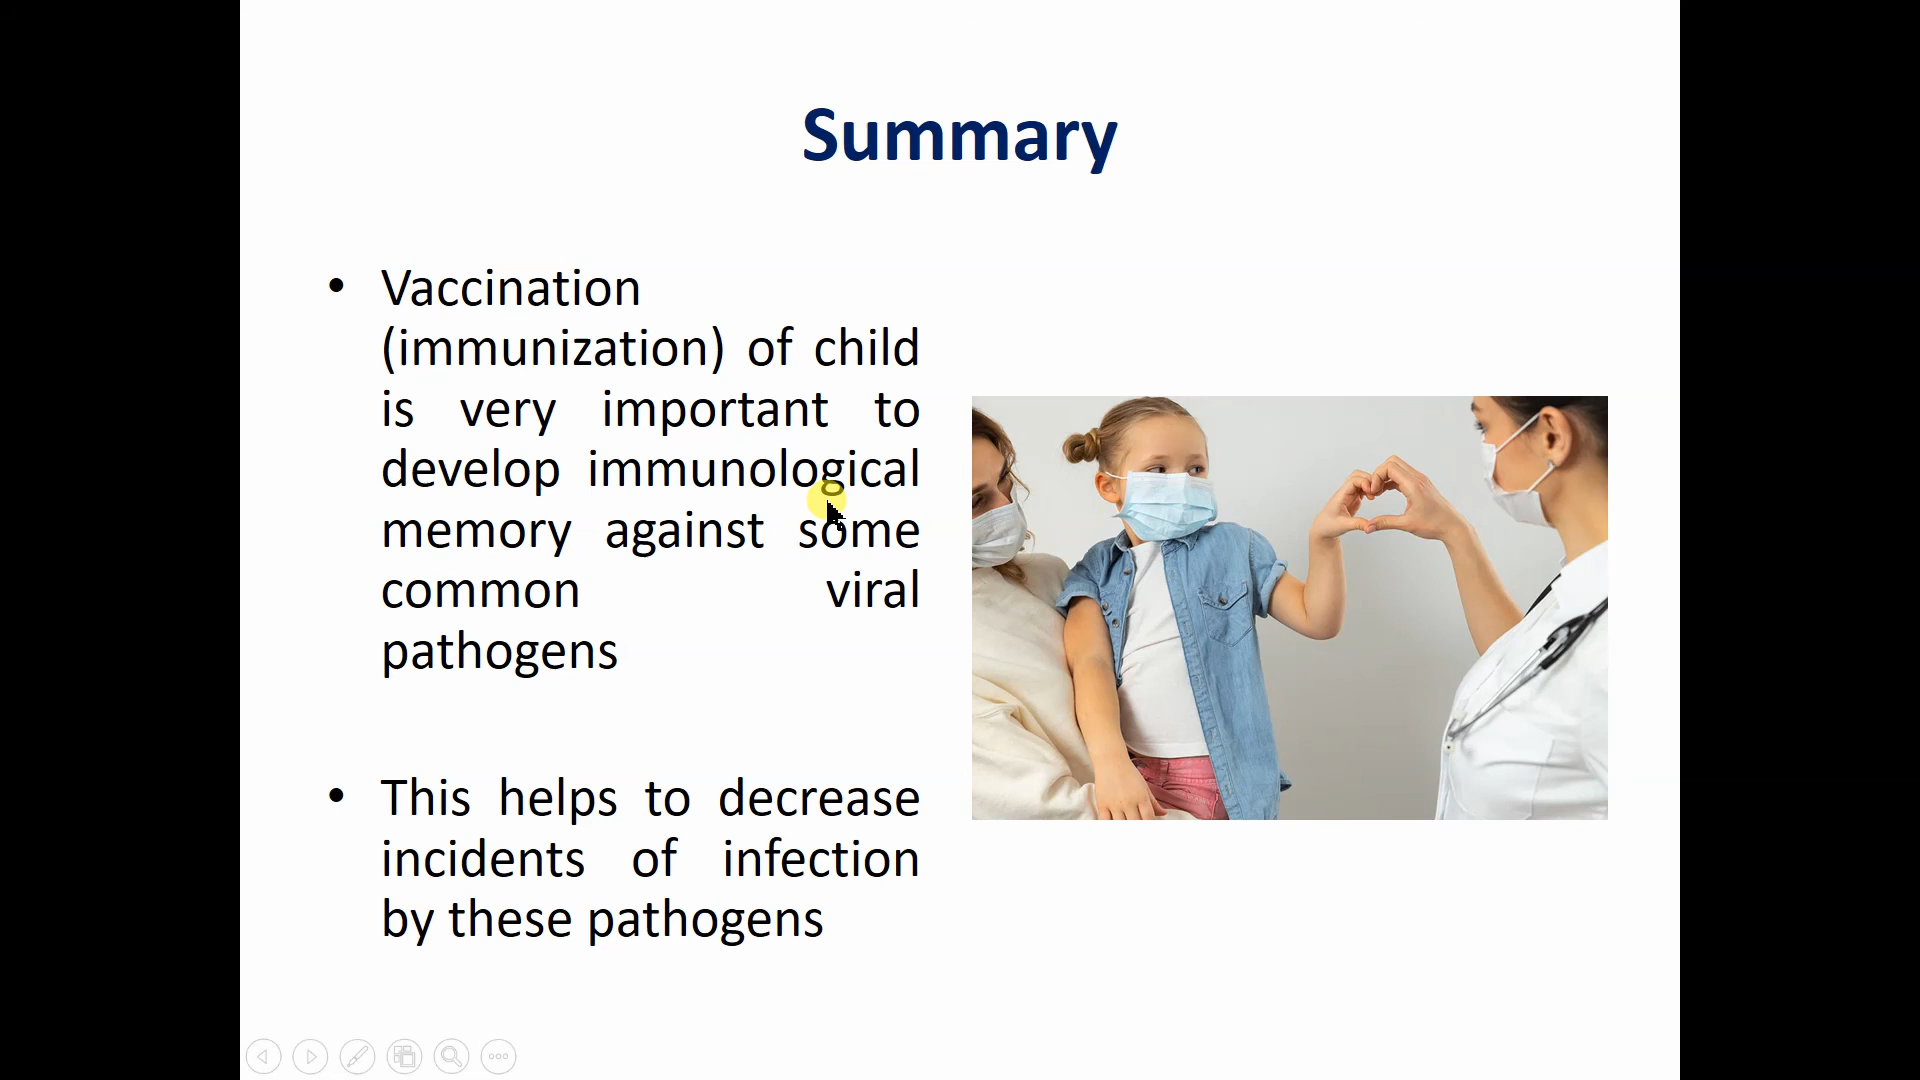 Summary
• Vaccination
(immunization) of child
is very important to
develop immunological
memory against some
common viral
pathogens
• This helps to decrease
incidents of infection
by these pathogens